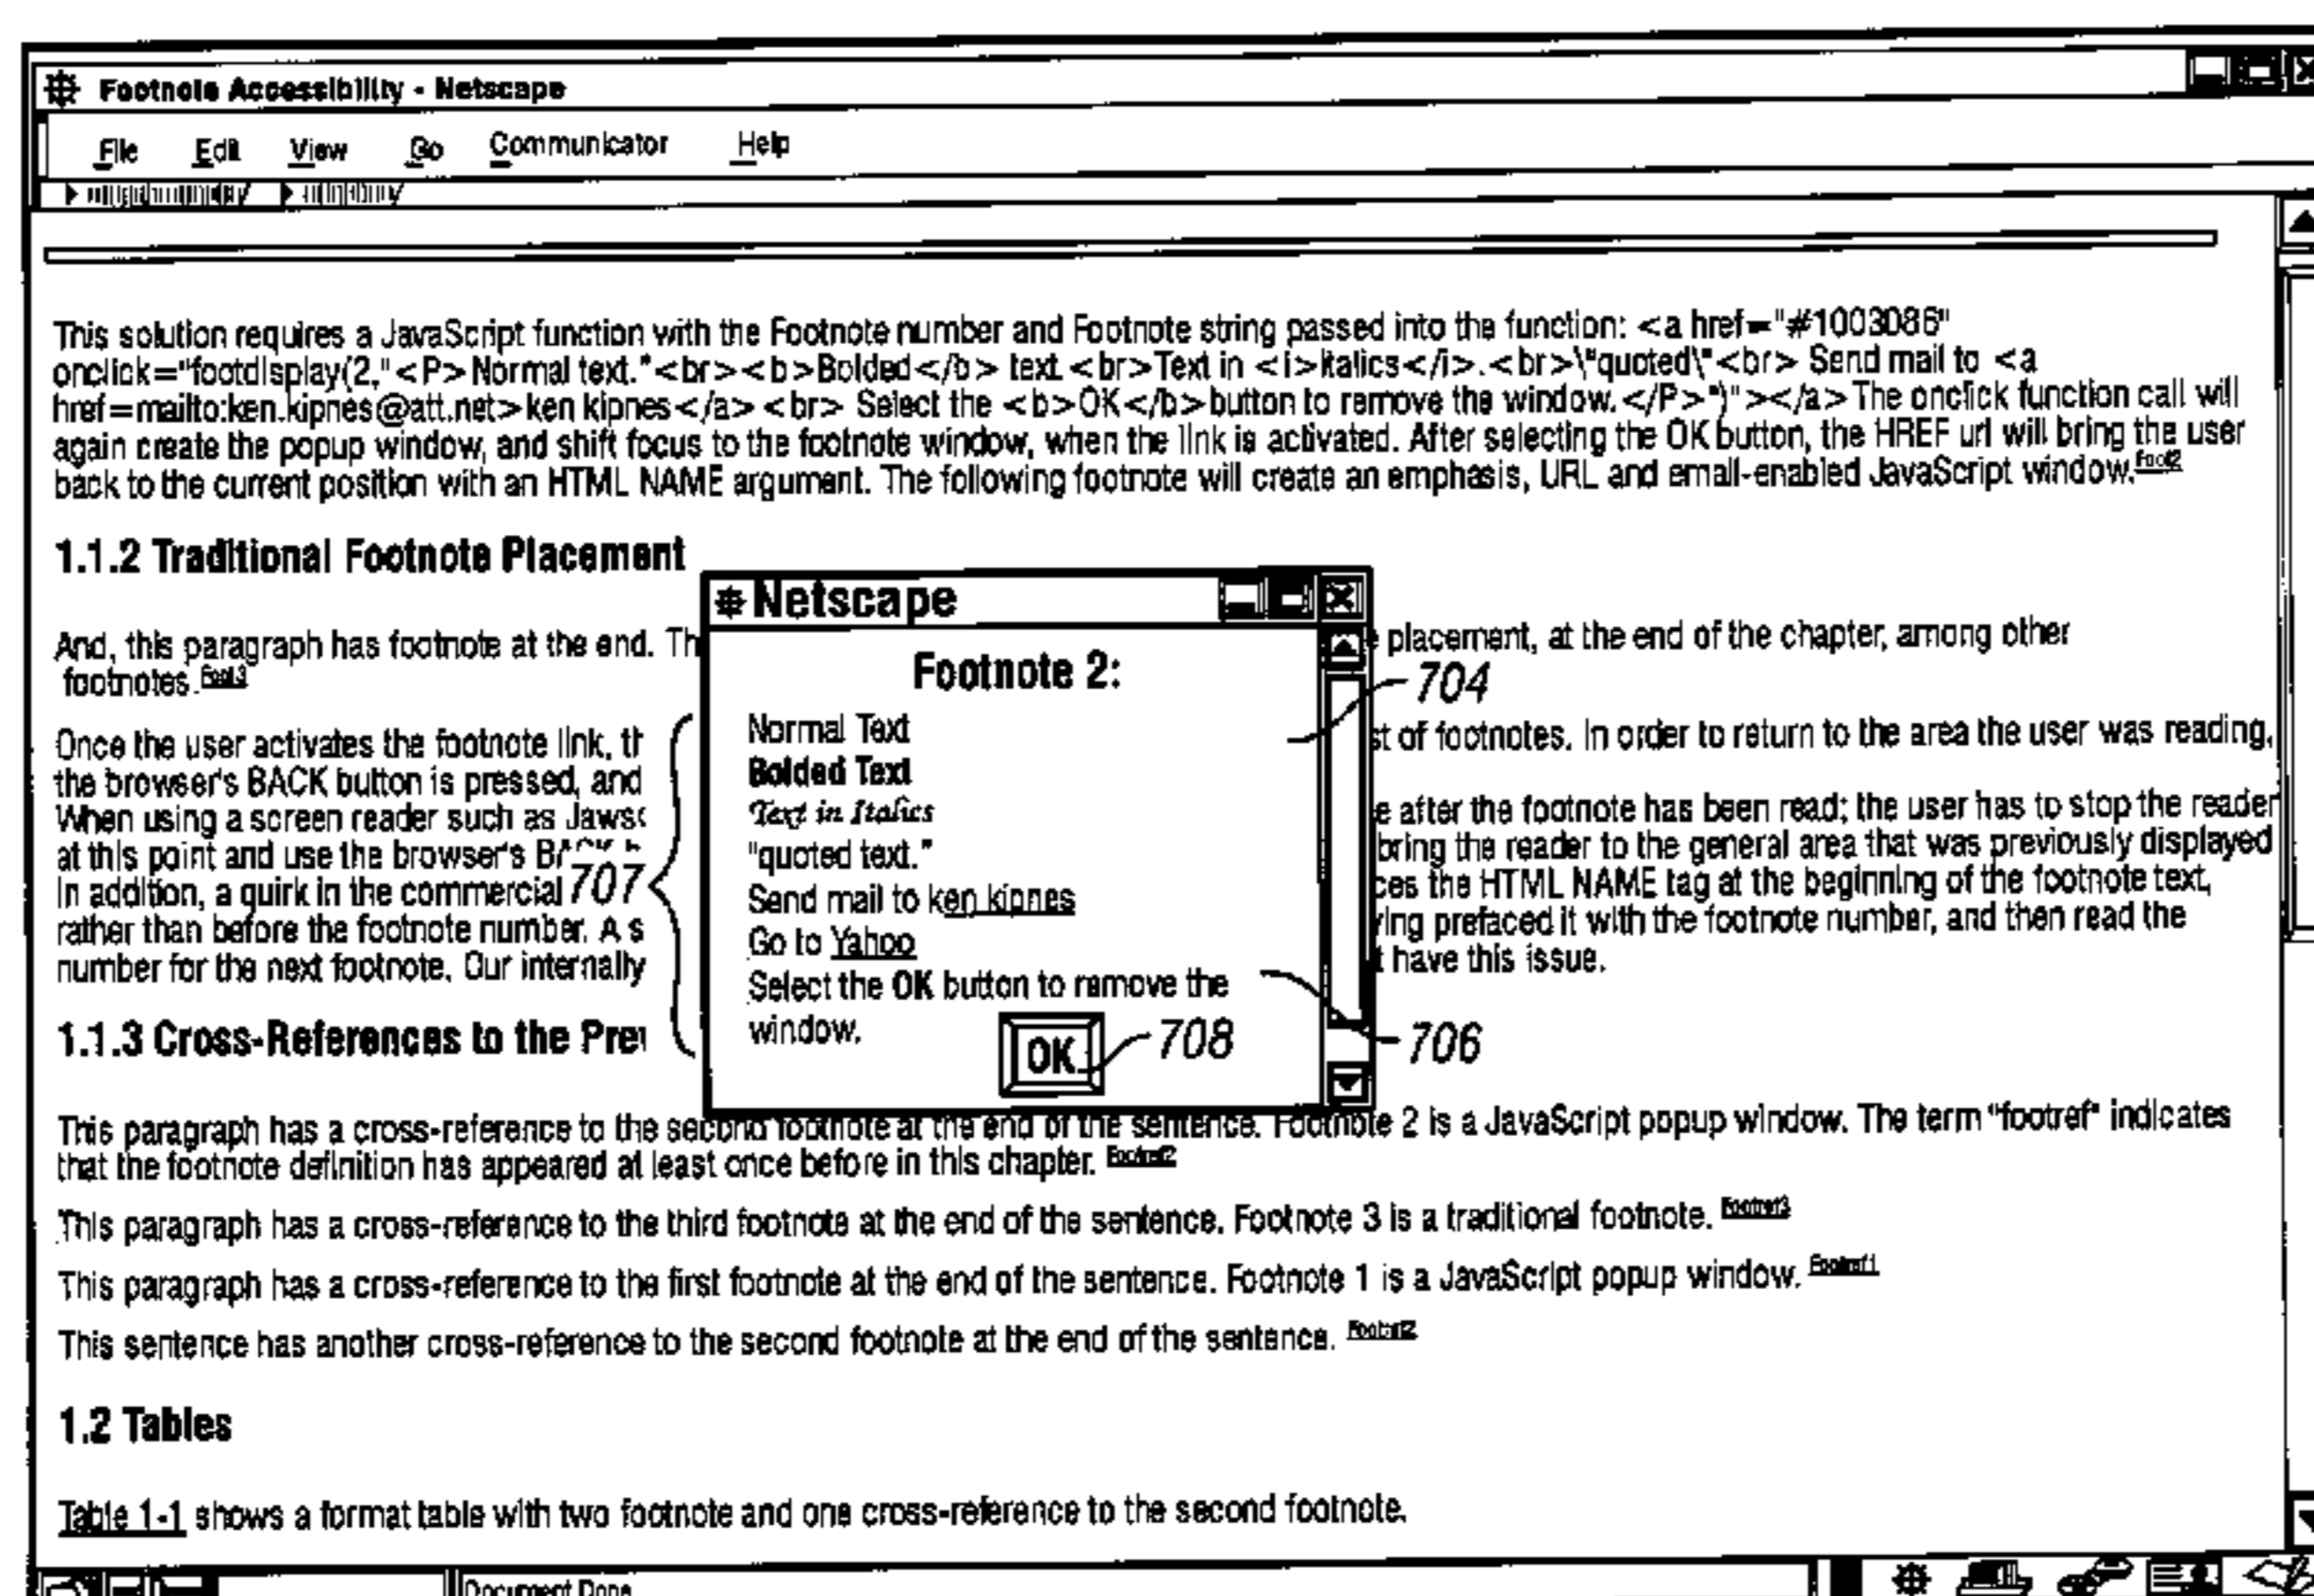 Footnote Accessibility - Netscape
File Edit View Go Communicator Help
This solution requires a JavaScript function with the Footnote number and Footnote string passed into the function: <a href="#1003086"
onclick="footdisplay(2,"<P>Normal text."<br><b>Bolded</b> text.<br>Text in <i>Italics</i>.<br>\"quoted\"<br> Send mail to <a
href=mailto:ken.kipnes@att.net>ken kipnes</a><br> Select the <b>OK</b>button to remove the window.</P>")"></a>The onclick function call will
again create the popup window, and shift focus to the footnote window, when the link is activated. After selecting the OK button, the HREF url will bring the user
back to the current position with an HTML NAME argument. The following footnote will create an emphasis, URL and email-enabled JavaScript window.Foot2
1.1.2 Traditional Footnote Placement
And, this paragraph has footnote at the end. Th
e placement, at the end of the chapter, among other
footnotes.Foot3
Once the user activates the footnote link, th
st of footnotes. In order to return to the area the user was reading,
the browser's BACK button is pressed, and
When using a screen reader such as Jaws
e after the footnote has been read; the user has to stop the reader
at this point and use the browser's BACK
bring the reader to the general area that was previously displayed
In addition, a quirk in the commercial
ces the HTML NAME tag at the beginning of the footnote text,
rather than before the footnote number. A s
ying prefaced it with the footnote number, and then read the
number for the next footnote. Our internally
t have this issue.
Netscape
Footnote 2:
Normal Text
Bolded Text
Text in Italics
"quoted text."
Send mail to ken kipnes
Go to Yahoo
Select the OK button to remove the
window.
OK
704
707
708
706
1.1.3 Cross-References to the Prev
This paragraph has a cross-reference to the second footnote at the end of the sentence. Footnote 2 is a JavaScript popup window. The term "footref" indicates
that the footnote definition has appeared at least once before in this chapter. Footref2
This paragraph has a cross-reference to the third footnote at the end of the sentence. Footnote 3 is a traditional footnote. Footref3
This paragraph has a cross-reference to the first footnote at the end of the sentence. Footnote 1 is a JavaScript popup window. Footref1
This sentence has another cross-reference to the second footnote at the end of the sentence. Footref2
1.2 Tables
Table 1-1 shows a format table with two footnote and one cross-reference to the second footnote.
Document Done